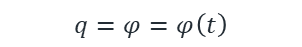 q = φ = φ(t)